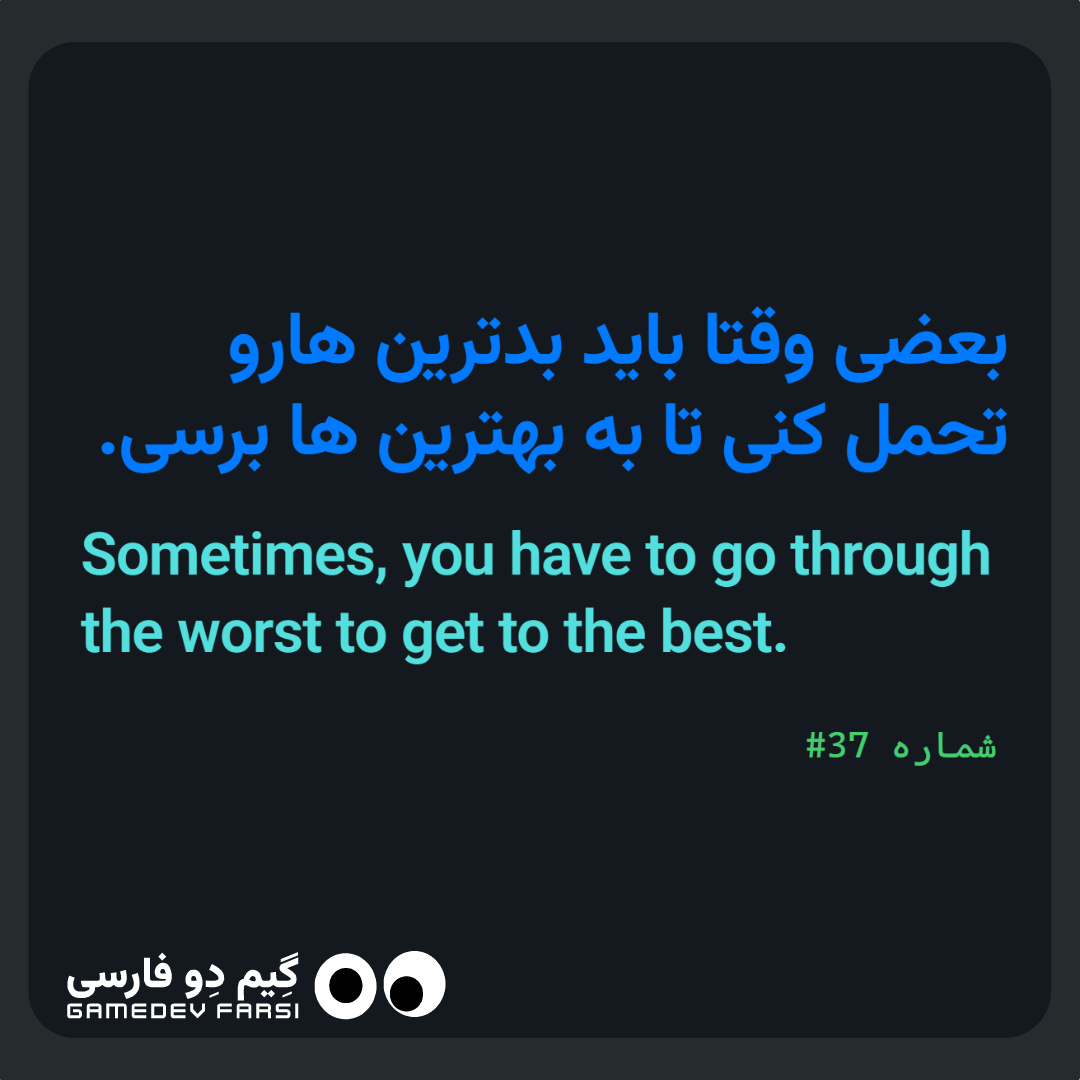 بعضی وقتا باید بدترین هارو
تحمل کنی تا به بهترین ها برسی.
Sometimes, you have to go through
the worst to get to the best.
شماره #37
گِیم دِو فارسی
GAMEDEV FARSI